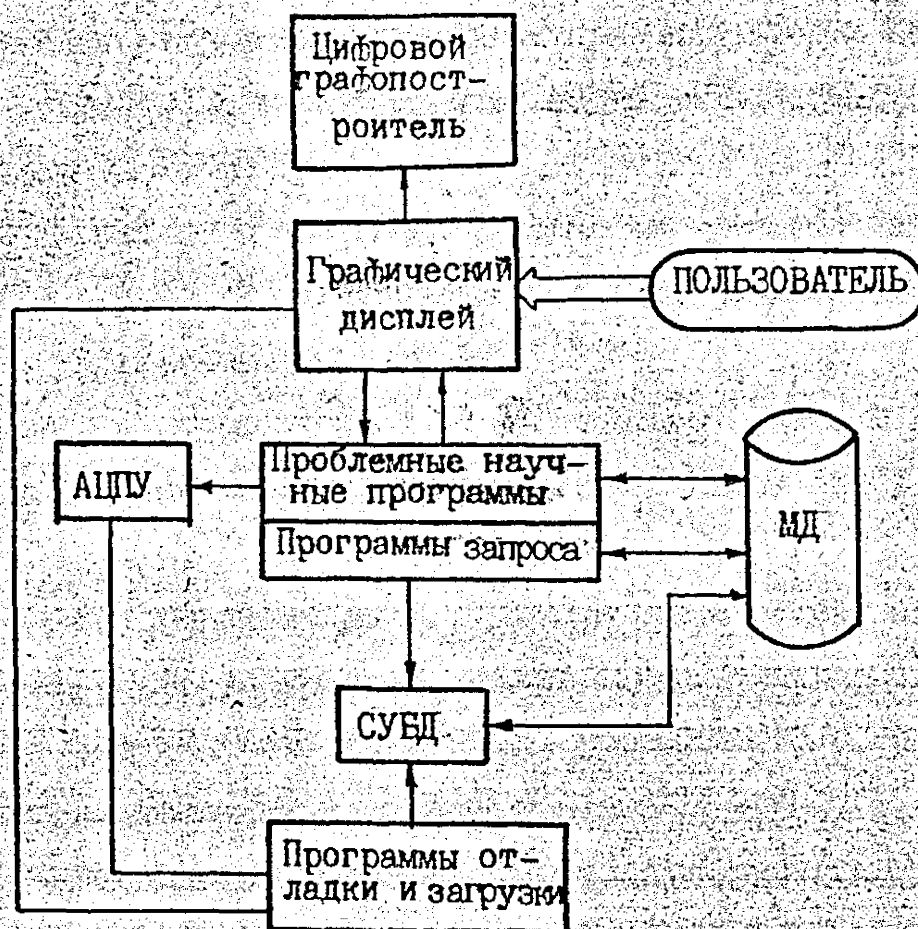 Цифровой
графопост-
роитель
Графический
дисплей
ПОЛЬЗОВАТЕЛЬ
Проблемные науч-
ные программы
АЦПУ
МД
Программы запроса
СУБД
Программы от-
ладки и загрузки